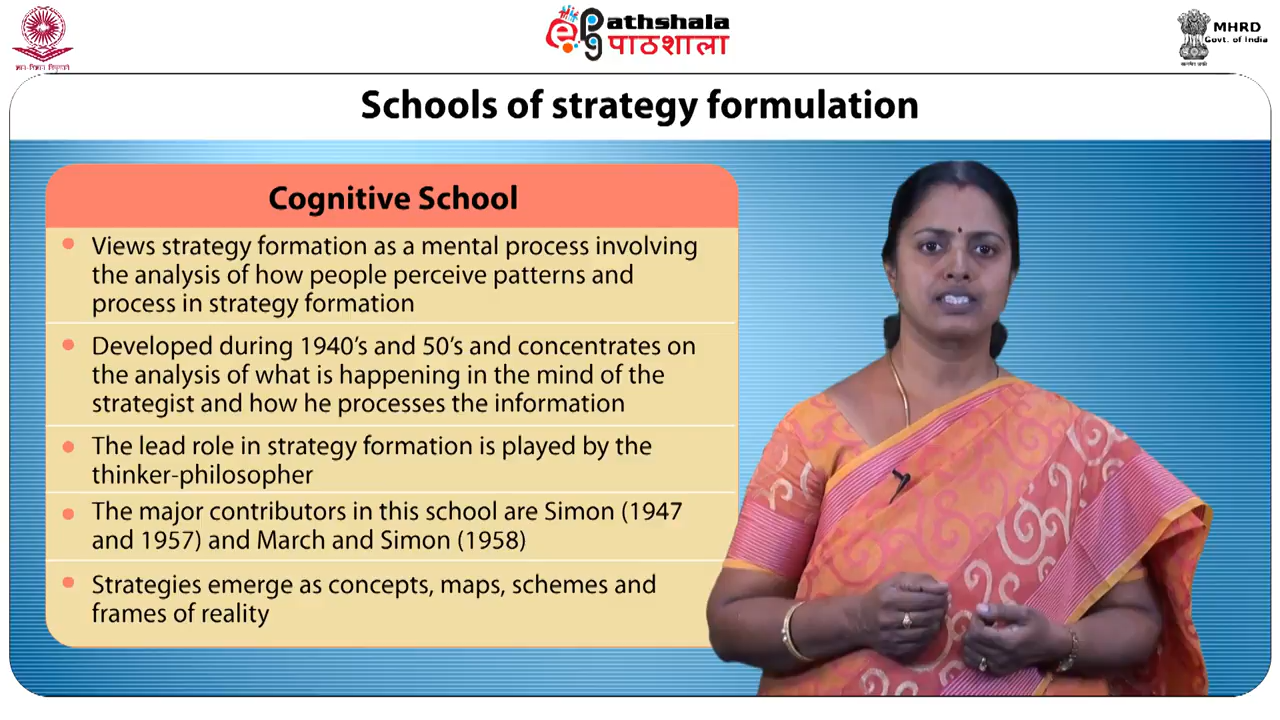 ePathshala
पाठशाला
MHRD
Govt. of India
Schools of strategy formulation
Cognitive School
• Views strategy formation as a mental process involving
the analysis of how people perceive patterns and
process in strategy formation
• Developed during 1940's and 50's and concentrates on
the analysis of what is happening in the mind of the
strategist and how he processes the information
• The lead role in strategy formation is played by the
thinker-philosopher
• The major contributors in this school are Simon (1947
and 1957) and March and Simon (1958)
• Strategies emerge as concepts, maps, schemes and
frames of reality